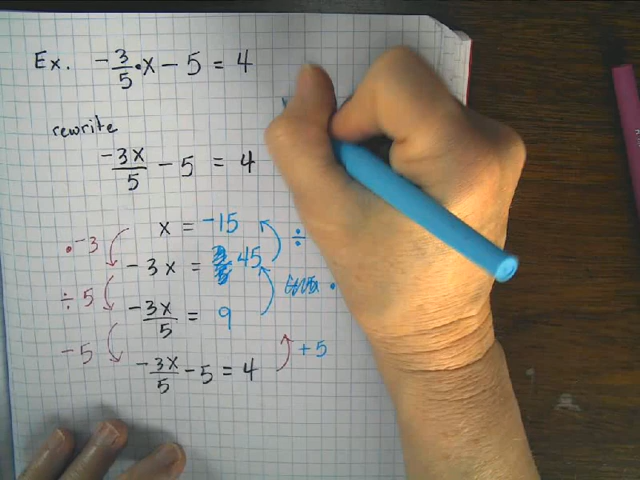 Ex. -3/5 • x - 5 = 4
rewrite
-3x/5 - 5 = 4
x = -15
• -3
÷
-3x = 45
÷ 5
•
-3x/5 = 9
- 5
+ 5
-3x/5 - 5 = 4